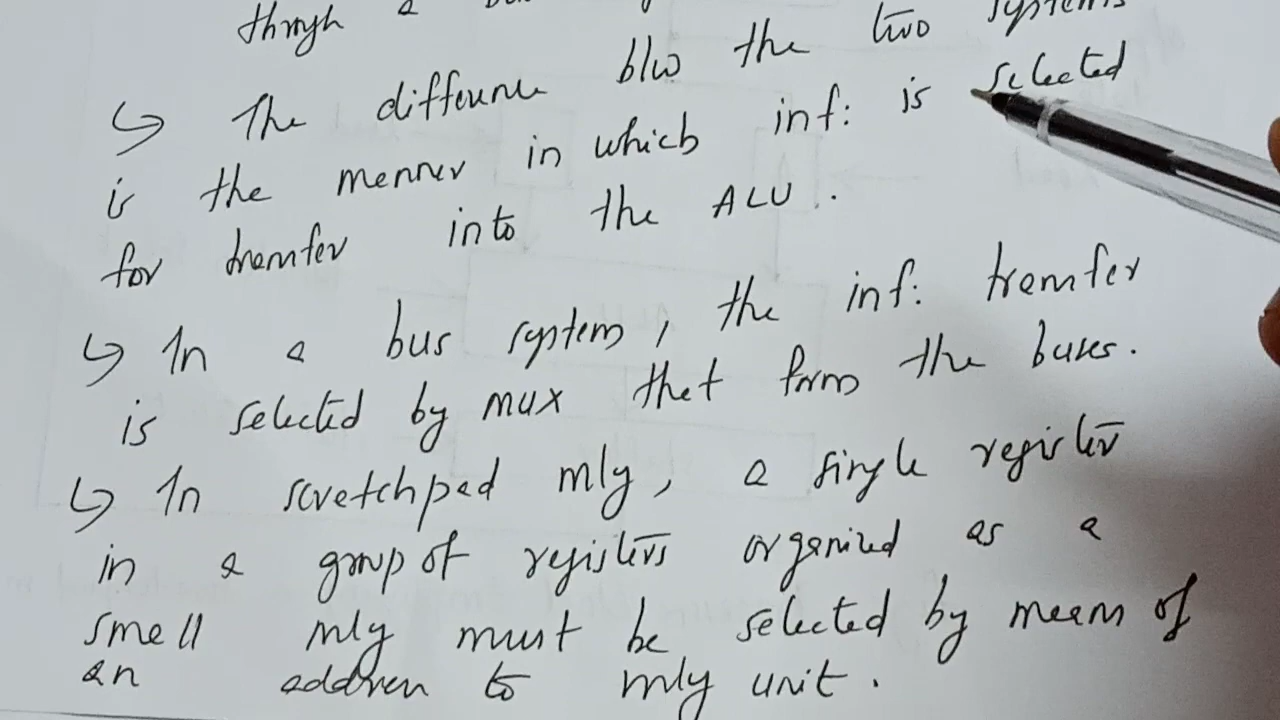 through a
systems
↳ The difference b/w the two
is the manner in which inf: is selected
for transfer into the ALU.
↳ In a bus system, the inf: transfer
is selected by mux that forms the buses.
↳ In scratchpad mly, a single register
in a group of registers organized as a
small mly must be selected by means of
an address to mly unit.